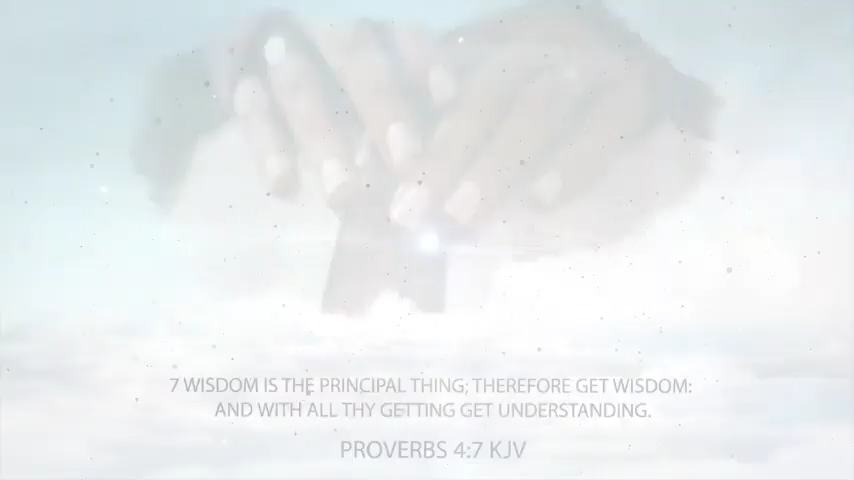 7 WISDOM IS THE PRINCIPAL THING; THEREFORE GET WISDOM:
AND WITH ALL THY GETTING GET UNDERSTANDING.
PROVERBS 4:7 KJV